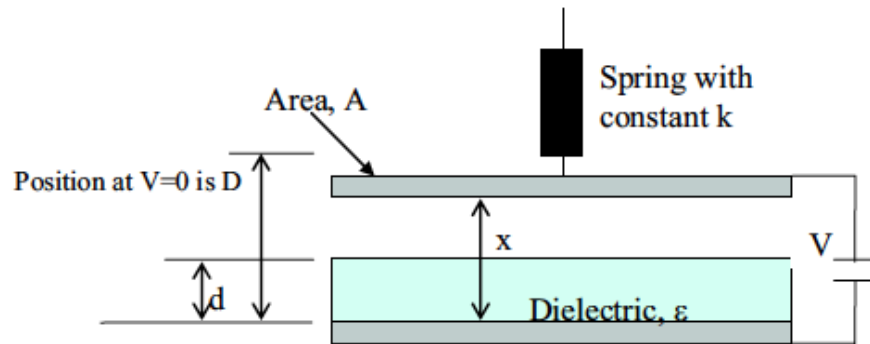 Spring with
constant k
Area, A
Position at V=0 is D
x
V
d
Dielectric, ε